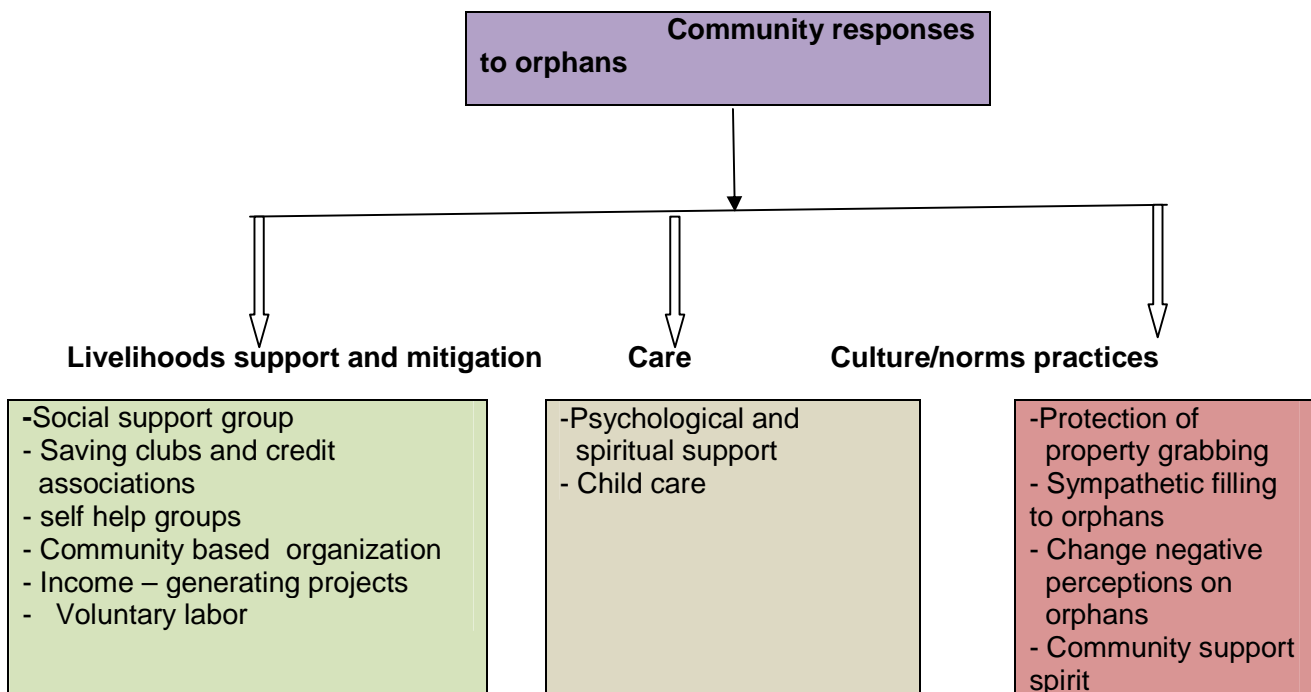 Community responses
to orphans
Livelihoods support and mitigation
Care
Culture/norms practices
-Social support group
- Saving clubs and credit
associations
- self help groups
- Community based organization
- Income – generating projects
- Voluntary labor
-Psychological and
spiritual support
- Child care
-Protection of
property grabbing
- Sympathetic filling
to orphans
- Change negative
perceptions on
orphans
- Community support
spirit